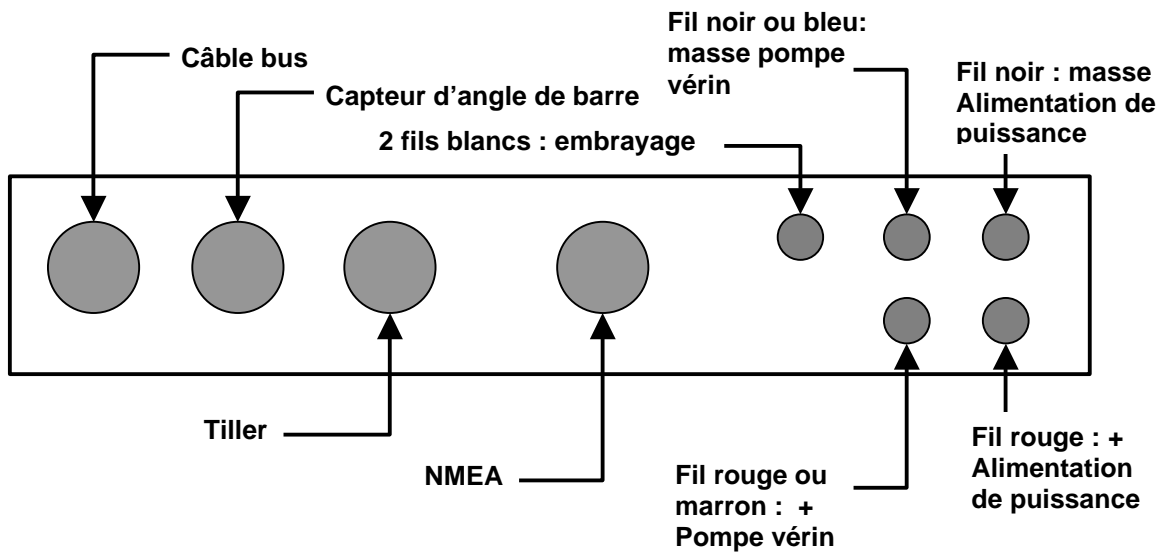 Câble bus
Capteur d'angle de barre
2 fils blancs : embrayage
Fil noir ou bleu:
masse pompe
vérin
Fil noir : masse
Alimentation de
puissance
Tiller
NMEA
Fil rouge ou
marron : +
Pompe vérin
Fil rouge : +
Alimentation
de puissance